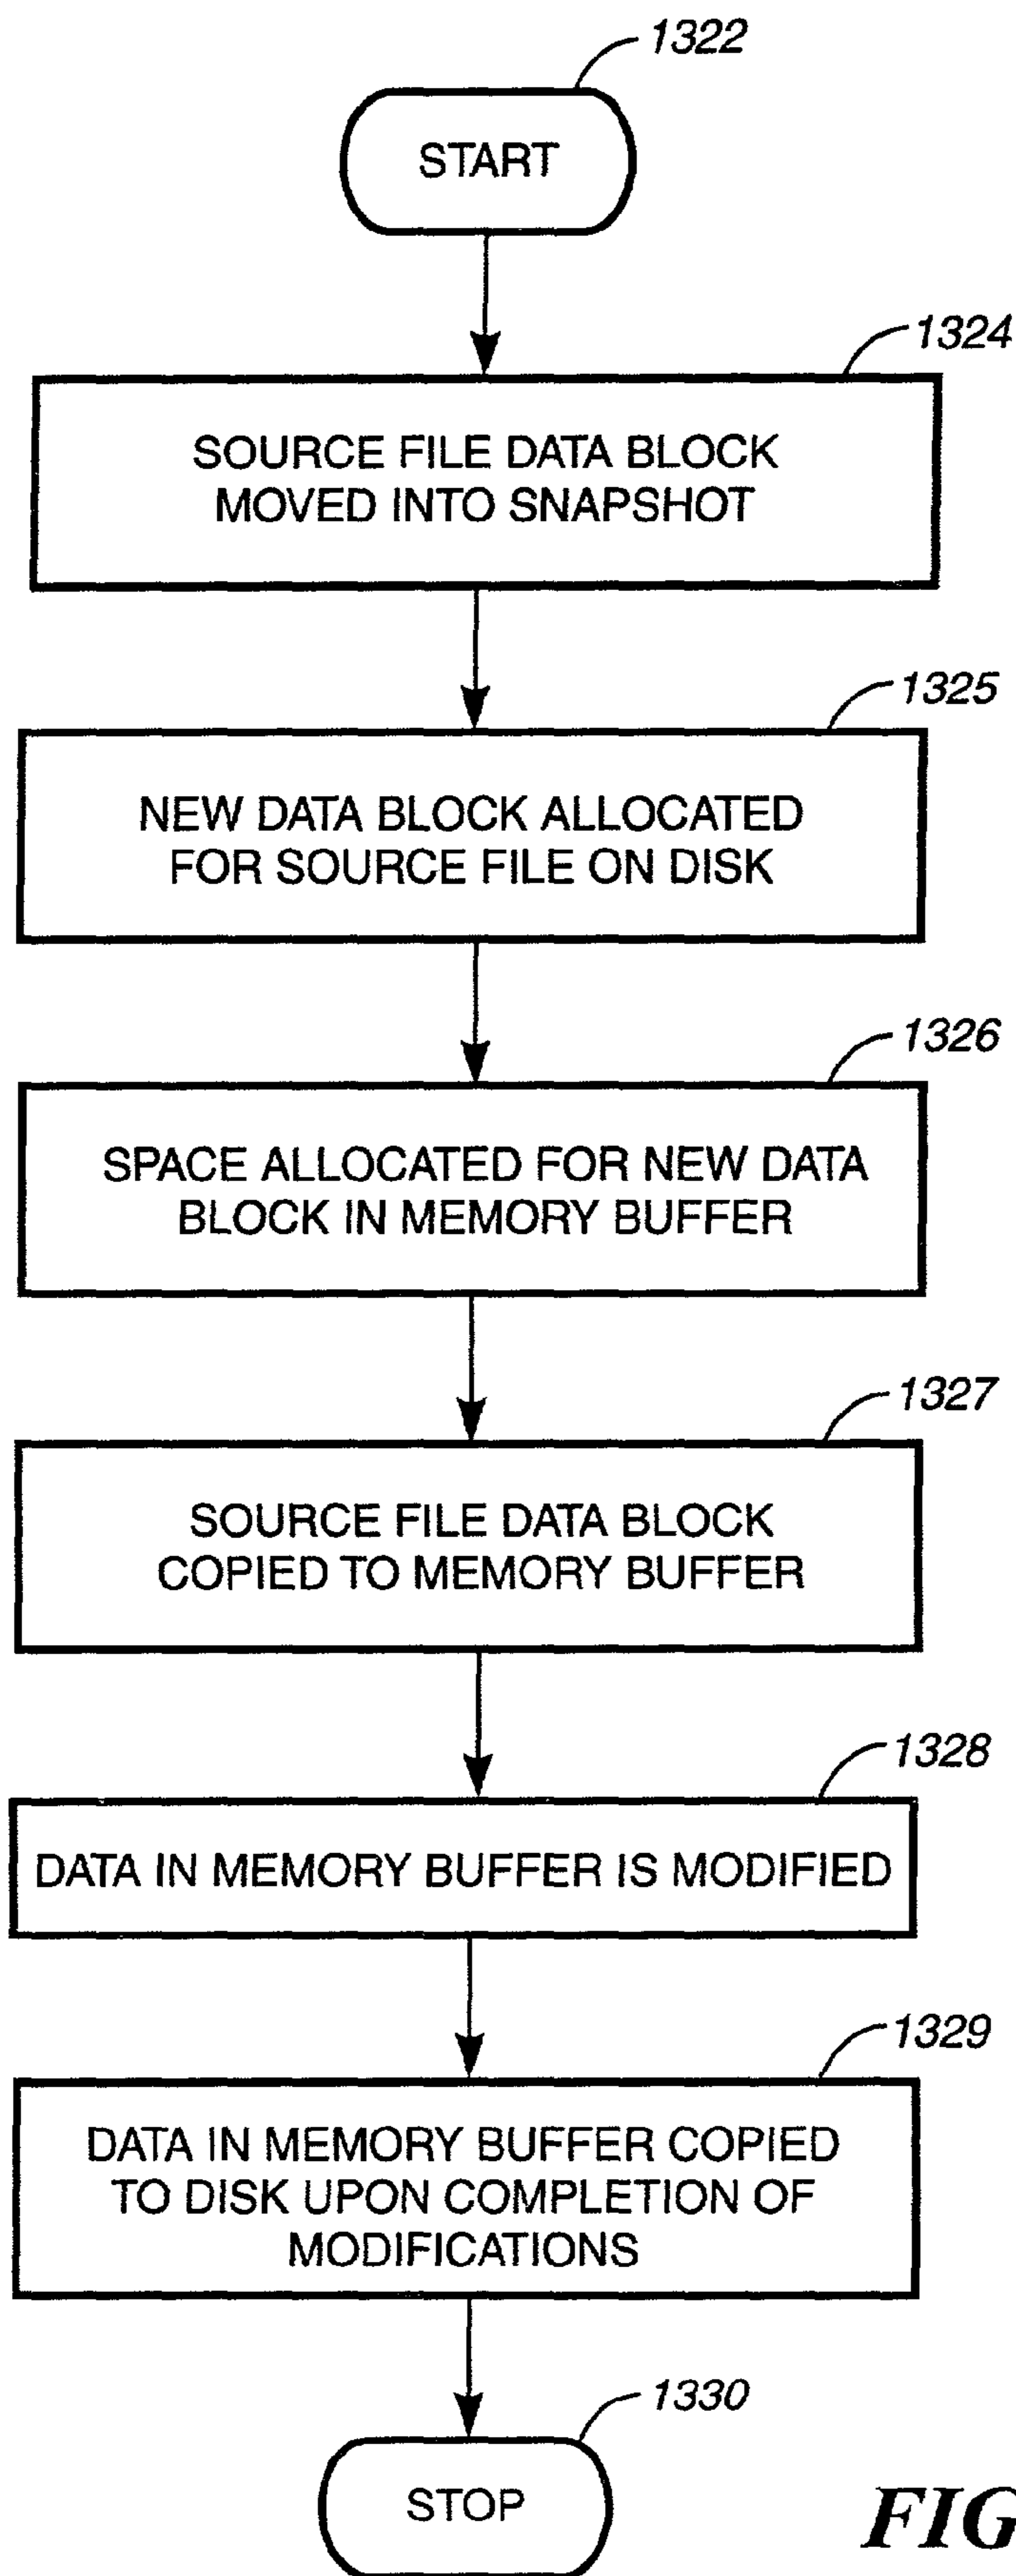 1322
START
1324
SOURCE FILE DATA BLOCK
MOVED INTO SNAPSHOT
1325
NEW DATA BLOCK ALLOCATED
FOR SOURCE FILE ON DISK
1326
SPACE ALLOCATED FOR NEW DATA
BLOCK IN MEMORY BUFFER
1327
SOURCE FILE DATA BLOCK
COPIED TO MEMORY BUFFER
1328
DATA IN MEMORY BUFFER IS MODIFIED
1329
DATA IN MEMORY BUFFER COPIED
TO DISK UPON COMPLETION OF
MODIFICATIONS
1330
STOP
FIG